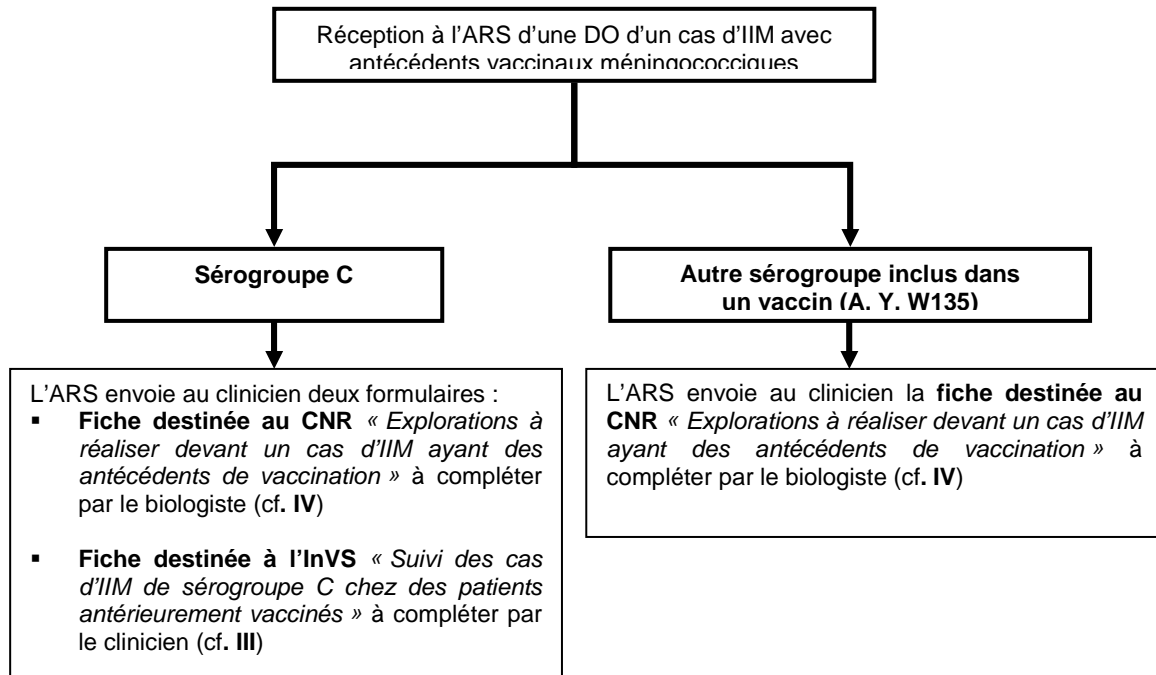 Réception à l'ARS d'une DO d'un cas d'IIM avec
antécédents vaccinaux méningococciques
Sérogroupe C
Autre sérogroupe inclus dans
un vaccin (A, Y, W135)
L'ARS envoie au clinicien deux formulaires :
▪ Fiche destinée au CNR « Explorations à
réaliser devant un cas d'IIM ayant des
antécédents de vaccination » à compléter
par le biologiste (cf. IV)
▪ Fiche destinée à l'InVS « Suivi des cas
d'IIM de sérogroupe C chez des patients
antérieurement vaccinés » à compléter par
le clinicien (cf. III)
L'ARS envoie au clinicien la fiche destinée au
CNR « Explorations à réaliser devant un cas d'IIM
ayant des antécédents de vaccination » à
compléter par le biologiste (cf. IV)